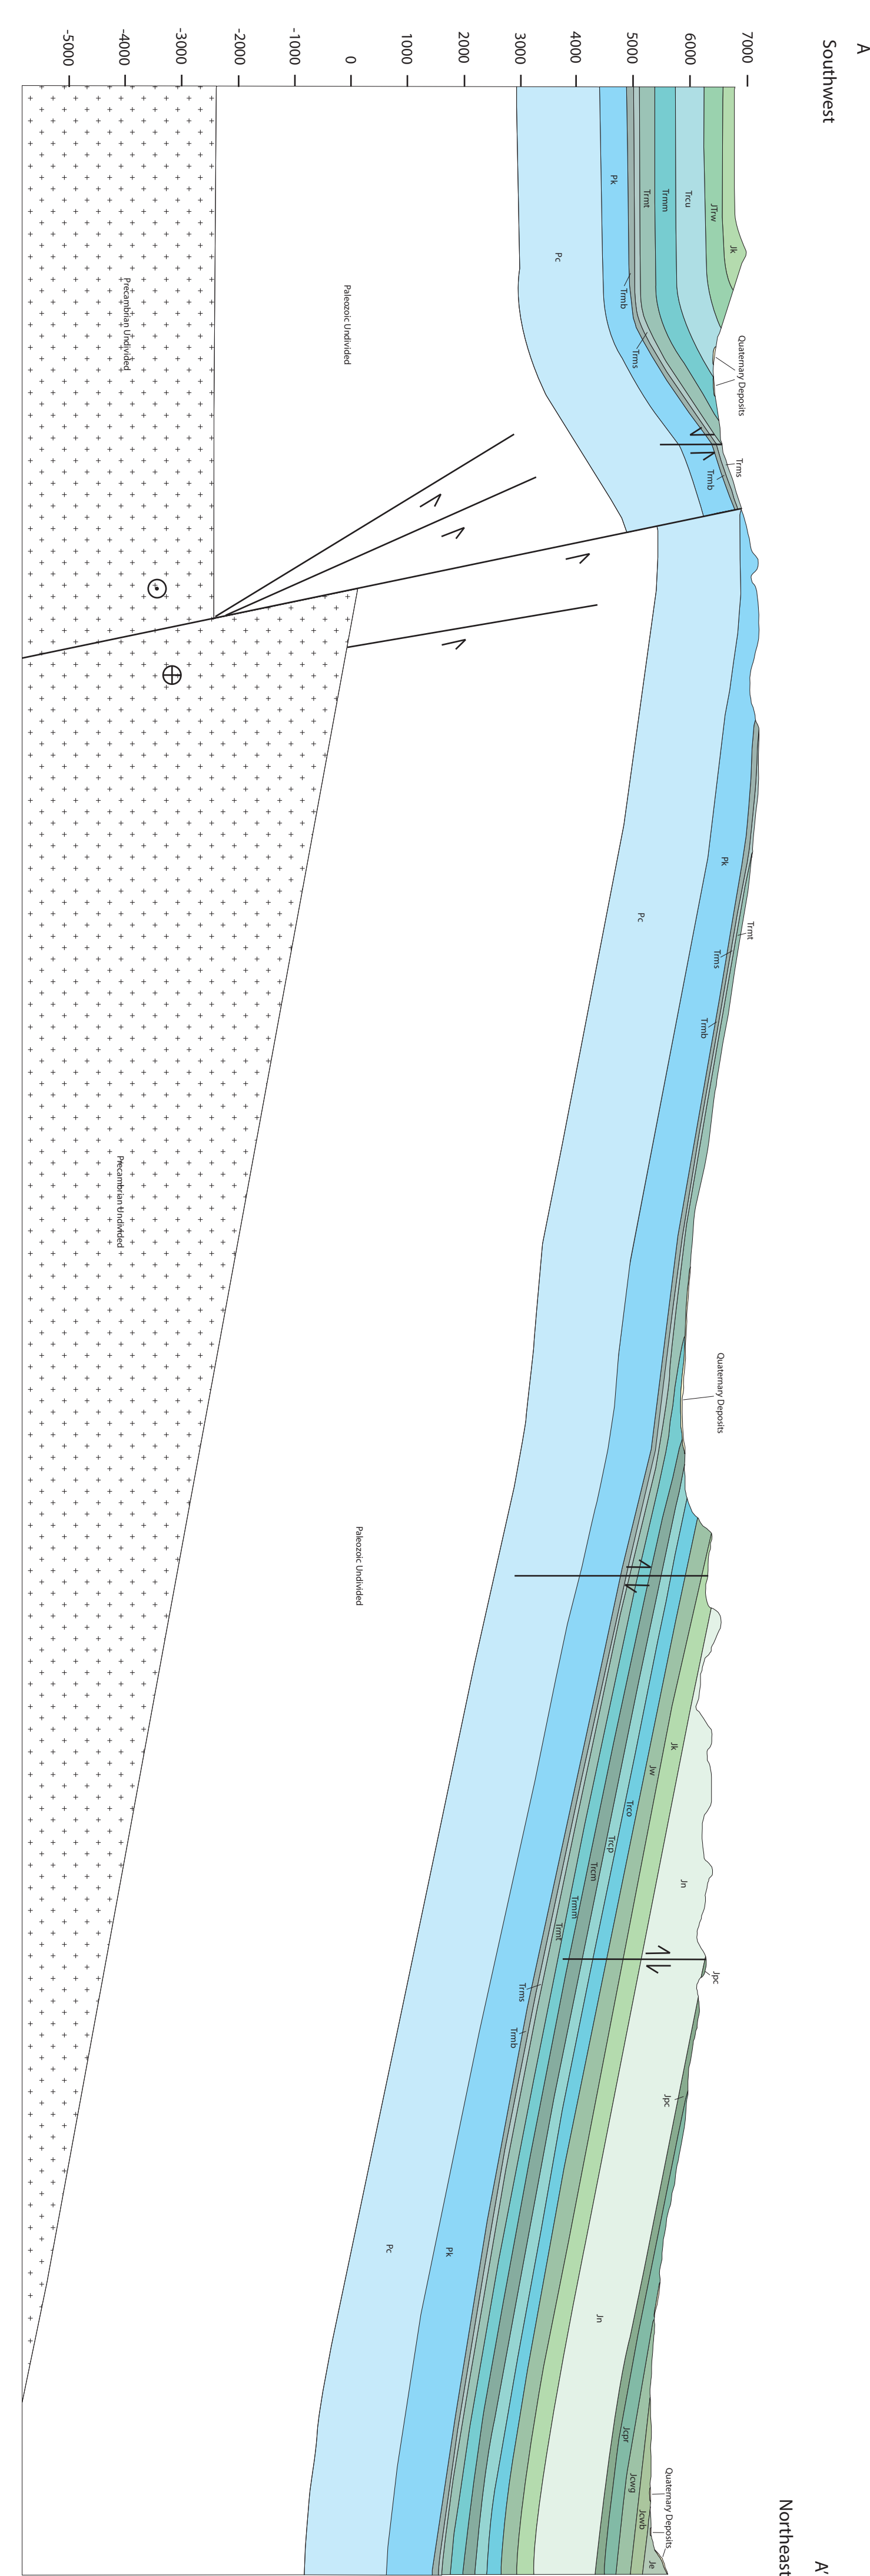 A
Southwest
7000
6000
5000
4000
3000
2000
1000
0
-1000
-2000
-3000
-4000
-5000
Jk
JTrw
Trcu
Trmm
Trmt
Pk
Pc
Trmb
Trms
Quaternary Deposits
Trms
Trmb
Paleozoic Undivided
Precambrian Undivided
Pk
Pc
Trmt
Trms
Trmb
Precambrian Undivided
Quaternary Deposits
Paleozoic Undivided
Jk
Jw
Trco
Trcp
Trcm
Trmm
Trmt
Jn
Trms
Trmb
Jpc
Jpc
Pc
Pk
Jn
Jcpr
Jcwg
Jcwb
Quaternary Deposits
Je
Northeast
A'